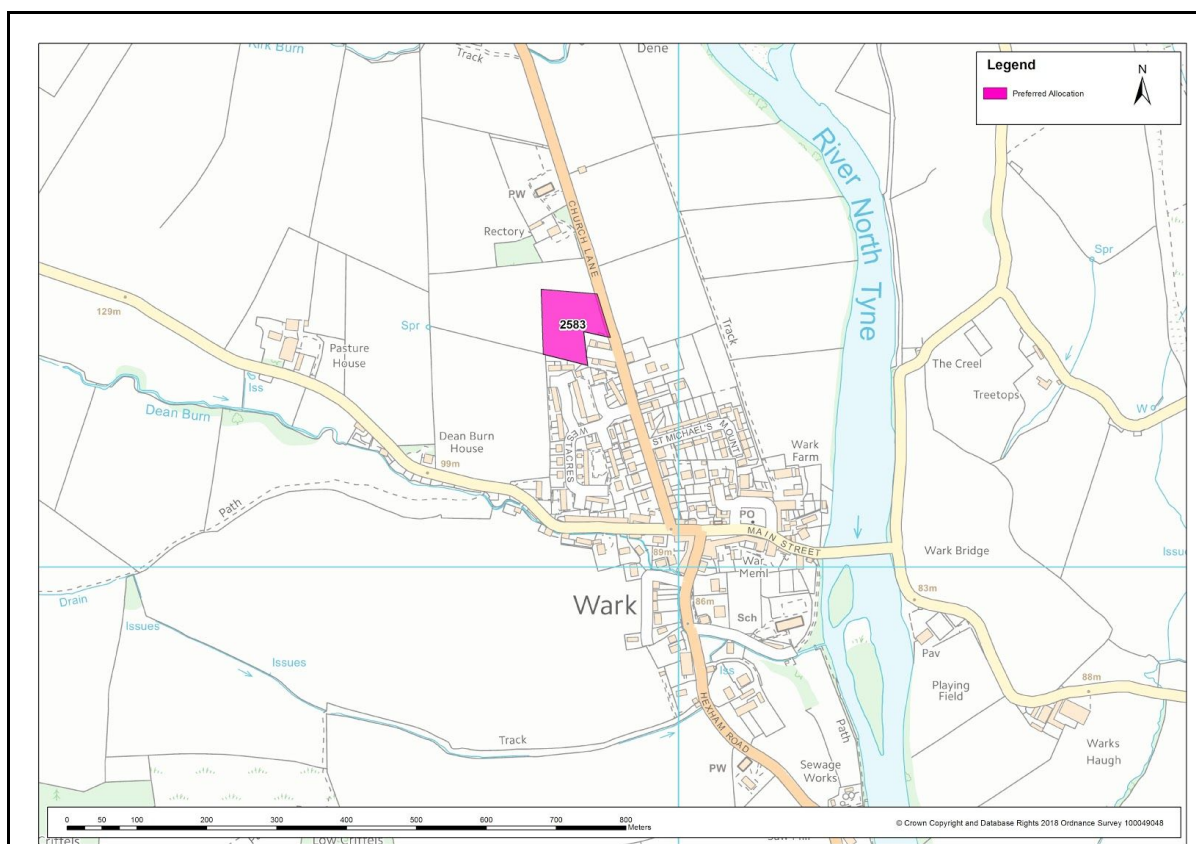 Kirk Burn
Track
Dene
Legend
N
Preferred Allocation
River North Tyne
PW
CHURCH LANE
Rectory
Spr
129m
Spr
2583
Track
Pasture
House
Iss
The Creel
Treetops
W
Dean Burn
Dean Burn
House
99m
WESTACRES
ST MICHAEL'S
MOUNT
Wark
Farm
Path
PO
MAIN STREET
89m
War
Meml
Wark Bridge
Issues
Drain
Wark
86m
83m
Sch
Issues
Issues
Iss
Pav
Playing
Field
88m
HEXHAM ROAD
Path
Track
Warks
Haugh
PW
Sewage
Works
0 50 100 200 300 400 500 600 700 800
Meters
© Crown Copyright and Database Rights 2018 Ordnance Survey 100049048
Low-Criffels